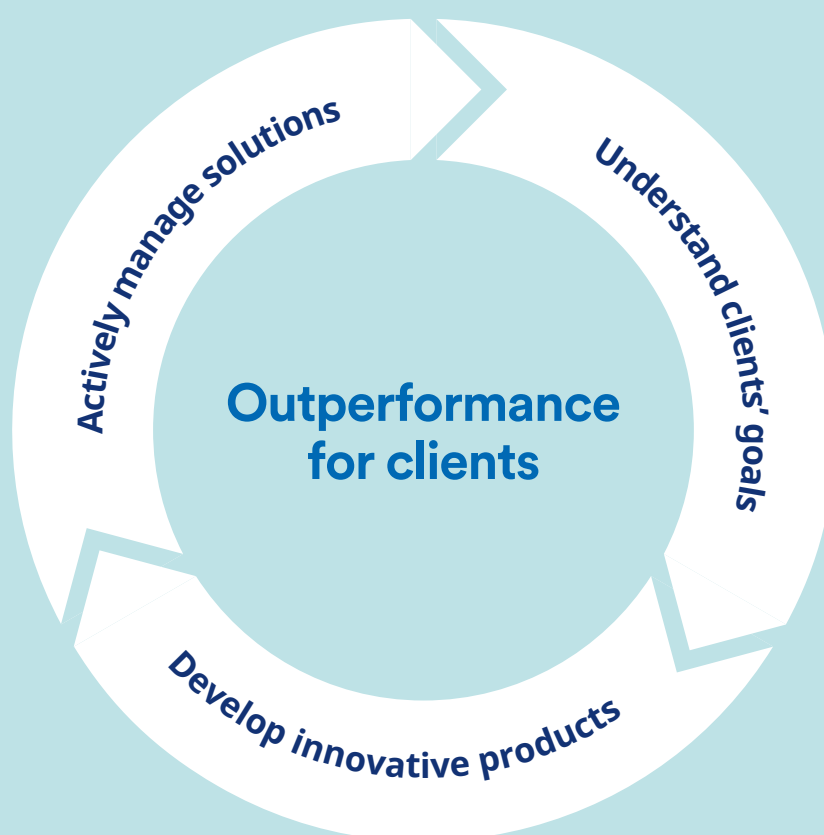 Actively manage solutions
Understand clients’ goals
Outperformance
for clients
Develop innovative products